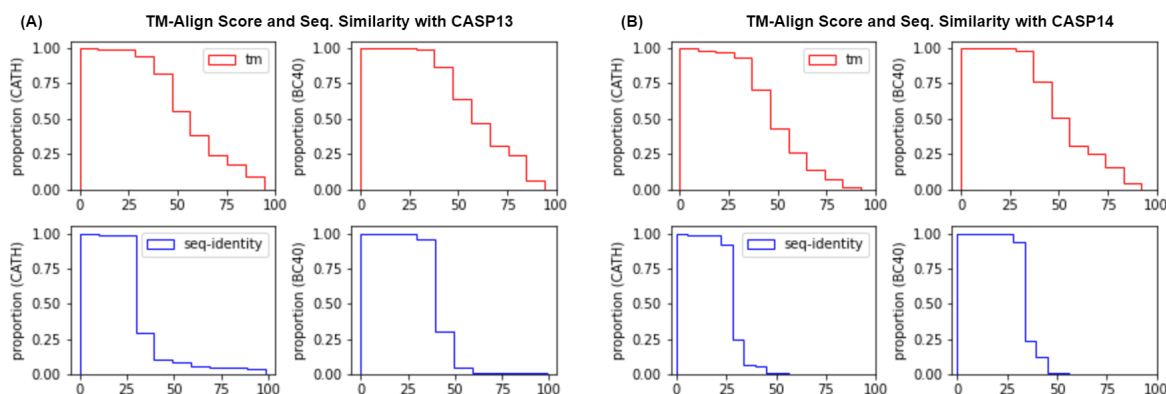 (A) TM-Align Score and Seq. Similarity with CASP13
1.00
0.75
0.50
0.25
0.00
proportion (CATH)
tm
0 25 50 75 100
1.00
0.75
0.50
0.25
0.00
proportion (BC40)
0 25 50 75 100
1.00
0.75
0.50
0.25
0.00
proportion (CATH)
seq-identity
0 25 50 75 100
1.00
0.75
0.50
0.25
0.00
proportion (BC40)
0 25 50 75 100
(B) TM-Align Score and Seq. Similarity with CASP14
1.00
0.75
0.50
0.25
0.00
proportion (CATH)
tm
0 25 50 75 100
1.00
0.75
0.50
0.25
0.00
proportion (BC40)
0 25 50 75 100
1.00
0.75
0.50
0.25
0.00
proportion (CATH)
seq-identity
0 25 50 75 100
1.00
0.75
0.50
0.25
0.00
proportion (BC40)
0 25 50 75 100